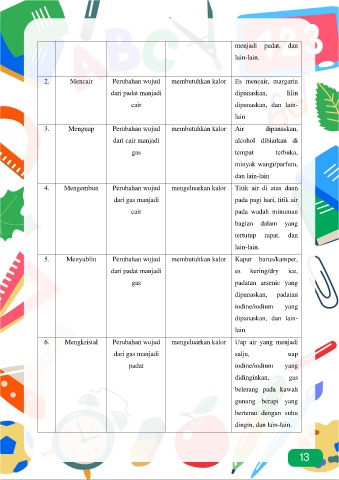 menjadi padat, dan
lain-lain.
2. Mencair Perubahan wujud membutuhkan kalor Es mencair, margarin
dari padat manjadi dipanaskan, lilin
cair dipanaskan, dan lain-
lain
3. Menguap Perubahan wujud membutuhkan kalor Air dipanaskan,
dari cair manjadi alcohol dibiarkan di
gas tempat terbuka,
minyak wangi/parfum,
dan lain-lain
4. Mengembun Perubahan wujud mengeluarkan kalor Titik air di atas daun
dari gas manjadi pada pagi hari, titik air
cair pada wadah minuman
bagian dalam yang
tertutup rapat, dan
lain-lain.
5. Menyublin Perubahan wujud membutuhkan kalor Kapur barus/kamper,
dari padat manjadi es kering/dry ice,
gas padatan arsenic yang
dipanaskan, padatan
iodine/iodium yang
dipanaskan, dan lain-
lain
6. Mengkristal Perubahan wujud mengeluarkan kalor Uap air yang menjadi
dari gas manjadi salju, uap
padat iodine/iodium yang
didinginkan, gas
belerang pada kawah
gunung berapi yang
bertemu dengan suhu
dingin, dan lain-lain.
13